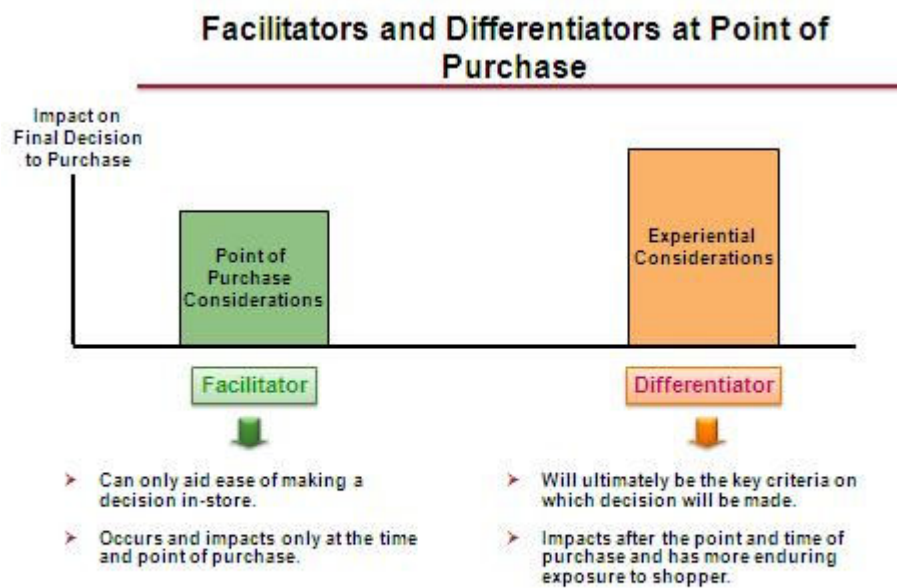 Facilitators and Differentiators at Point of
Purchase
Impact on
Final Decision
to Purchase
Point of
Purchase
Considerations
Experiential
Considerations
Facilitator
Differentiator
Can only aid ease of making a
decision in-store.
Occurs and impacts only at the time
and point of purchase.
Will ultimately be the key criteria on
which decision will be made.
Impacts after the point and time of
purchase and has more enduring
exposure to shopper.